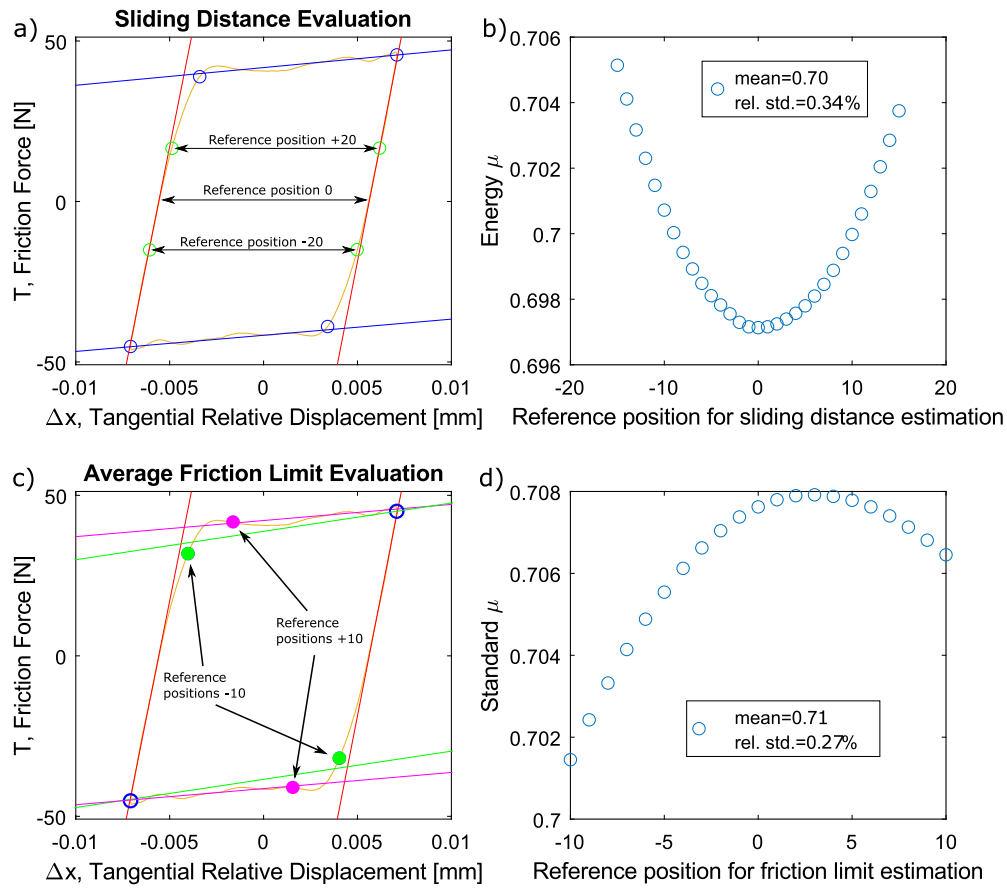 a)
Sliding Distance Evaluation
T, Friction Force [N]
50
0
-50
Reference position +20
Reference position 0
Reference position -20
-0.01
-0.005
0
0.005
0.01
Δx, Tangential Relative Displacement [mm]
b)
Energy μ
0.706
0.704
0.702
0.7
0.698
0.696
mean=0.70
rel. std.=0.34%
-20
-10
0
10
20
Reference position for sliding distance estimation
c)
Average Friction Limit Evaluation
T, Friction Force [N]
50
0
-50
Reference
positions +10
Reference
positions -10
-0.01
-0.005
0
0.005
0.01
Δx, Tangential Relative Displacement [mm]
d)
Standard μ
0.708
0.706
0.704
0.702
0.7
mean=0.71
rel. std.=0.27%
-10
-5
0
5
10
Reference position for friction limit estimation